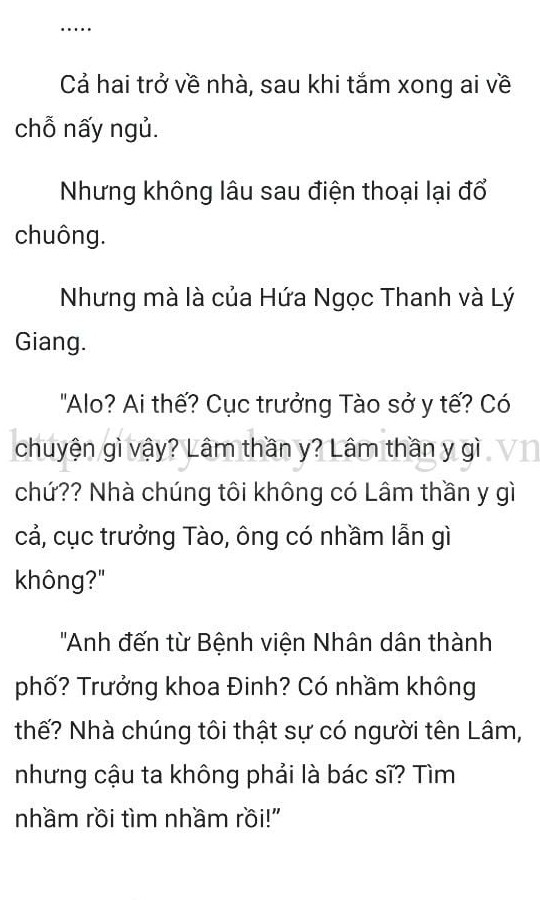 .....
Cả hai trở về nhà, sau khi tắm xong ai về
chỗ nấy ngủ.
Nhưng không lâu sau điện thoại lại đổ
chuông.
Nhưng mà là của Hứa Ngọc Thanh và Lý
Giang.
"Alo? Ai thế? Cục trưởng Tào sở y tế? Có
chuyện gì vậy? Lâm thần y? Lâm thần y gì
http://truyenhaymoingay.vn
chứ?? Nhà chúng tôi không có Lâm thần y gì
cả, cục trưởng Tào, ông có nhầm lẫn gì
không?"
"Anh đến từ Bệnh viện Nhân dân thành
phố? Trưởng khoa Đinh? Có nhầm không
thế? Nhà chúng tôi thật sự có người tên Lâm,
nhưng cậu ta không phải là bác sĩ? Tìm
nhầm rồi tìm nhầm rồi!”